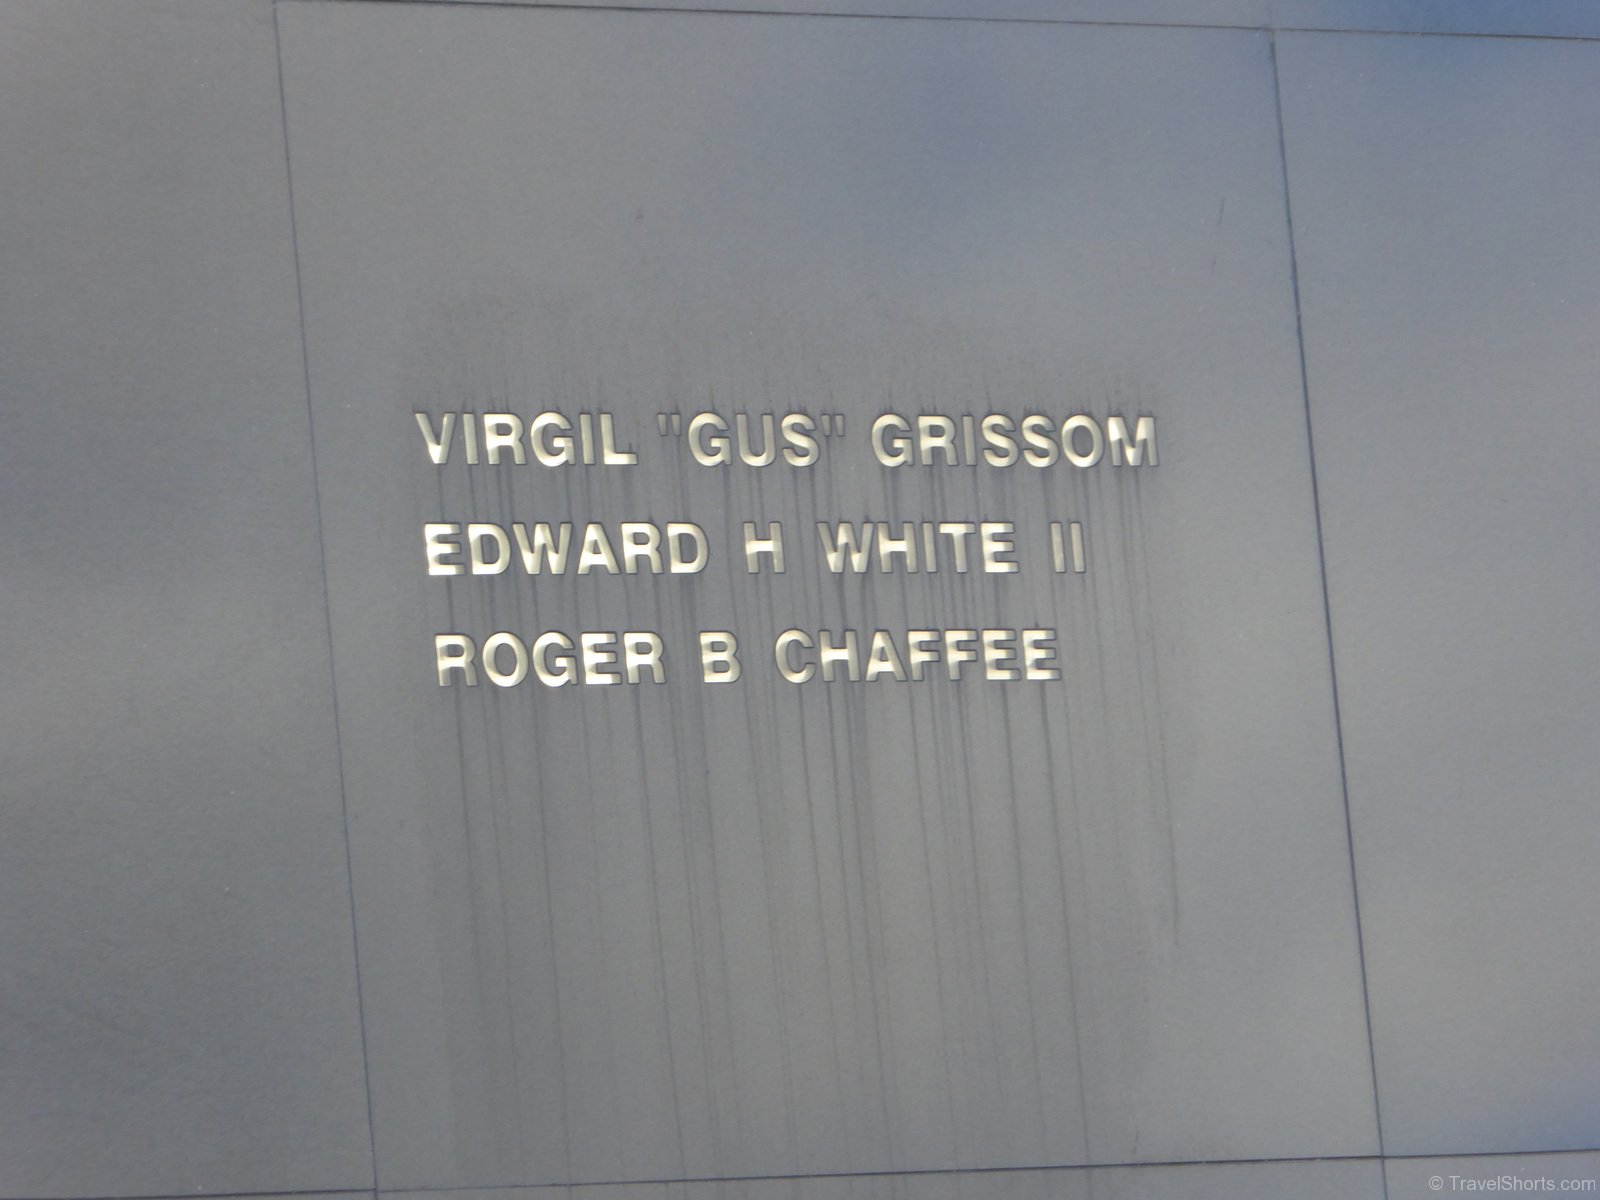 VIRGIL "GUS" GRISSOM
EDWARD H WHITE II
ROGER B CHAFFEE
© TravelShorts.com